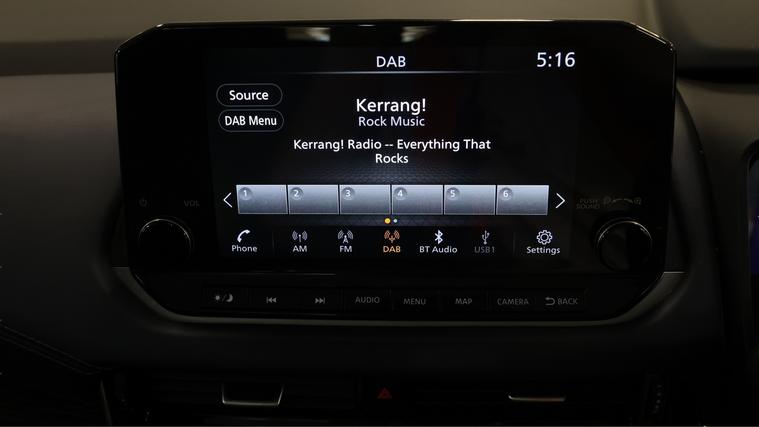 DAB
5:16
Source
Kerrang!
DAB Menu
Rock Music
Kerrang! Radio -- Everything That
Rocks
1 2 3 4 5 6
Phone AM FM DAB BT Audio USB1 Settings
VOL
PUSH
SOUND
AUDIO MENU MAP CAMERA BACK